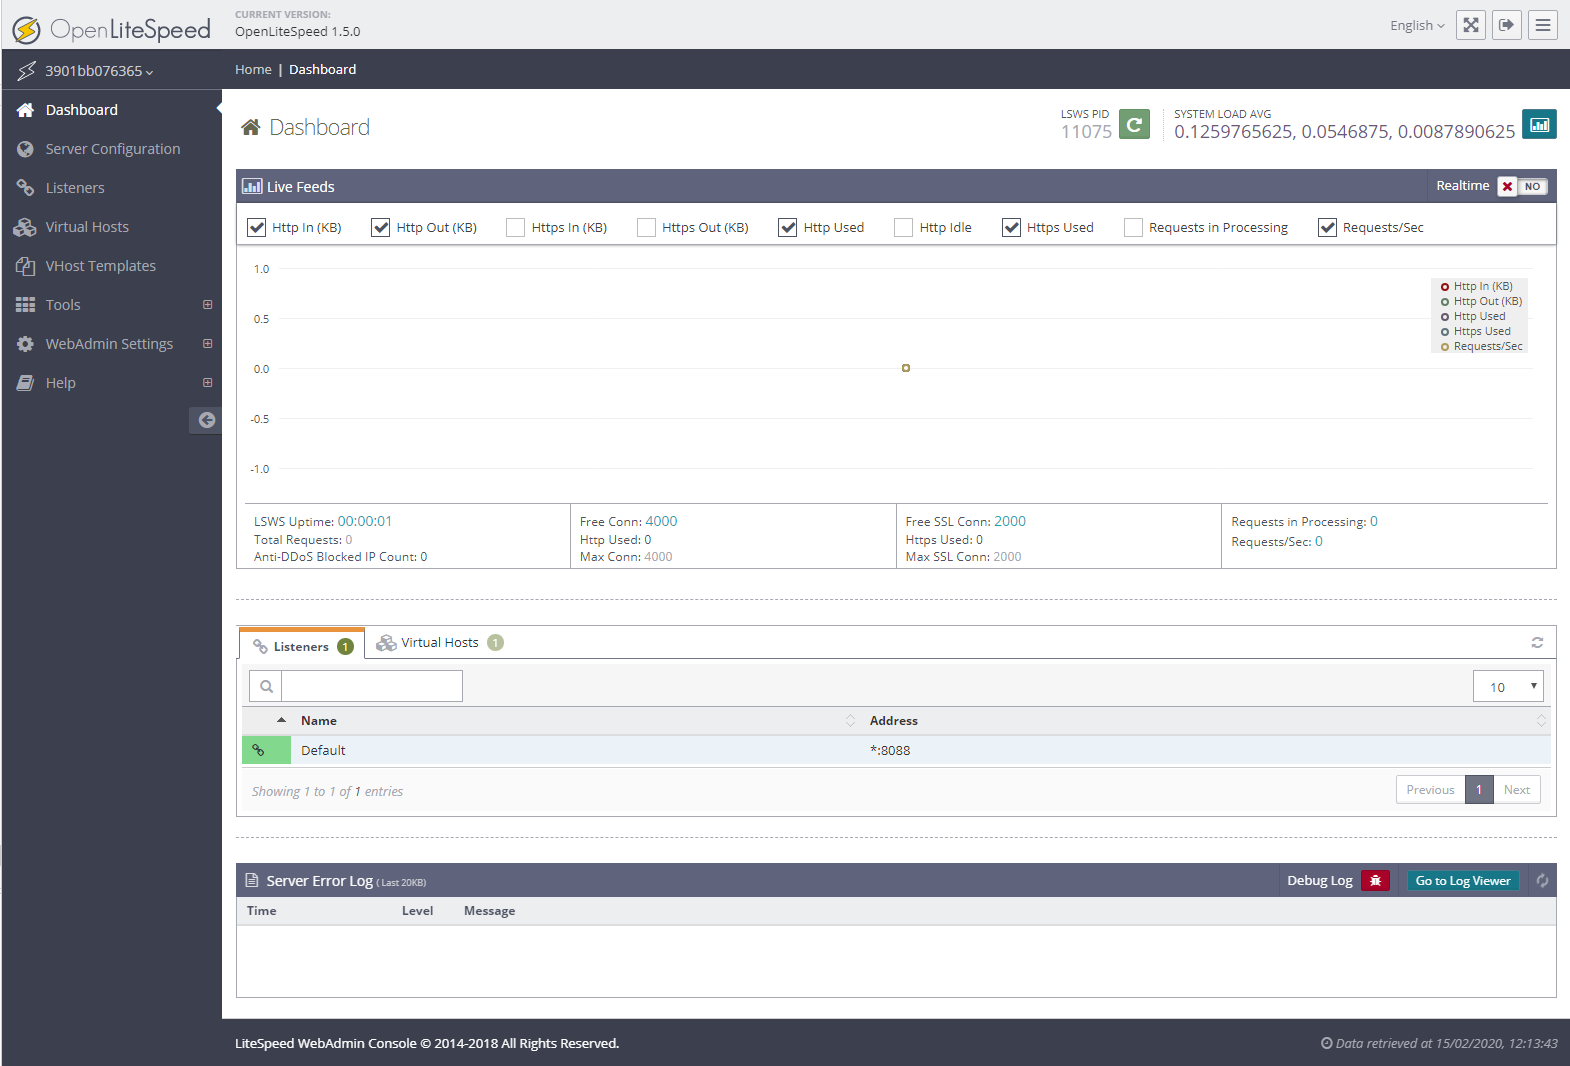 OpenLiteSpeed
CURRENT VERSION:
OpenLiteSpeed 1.5.0
English
3901bb076365
Home | Dashboard
Dashboard
Server Configuration
Listeners
Virtual Hosts
VHost Templates
Tools
WebAdmin Settings
Help
Dashboard
LSWS PID
11075
SYSTEM LOAD AVG
0.1259765625, 0.0546875, 0.0087890625
Live Feeds
Realtime
NO
Http In (KB)
Http Out (KB)
Https In (KB)
Https Out (KB)
Http Used
Http Idle
Https Used
Requests in Processing
Requests/Sec
1.0
0.5
0.0
-0.5
-1.0
Http In (KB)
Http Out (KB)
Http Used
Https Used
Requests/Sec
LSWS Uptime: 00:00:01
Total Requests: 0
Anti-DDoS Blocked IP Count: 0
Free Conn: 4000
Http Used: 0
Max Conn: 4000
Free SSL Conn: 2000
Https Used: 0
Max SSL Conn: 2000
Requests in Processing: 0
Requests/Sec: 0
Listeners 1
Virtual Hosts 1
10
Name Address
Default *:8088
Showing 1 to 1 of 1 entries
Previous 1 Next
Server Error Log ( Last 20KB)
Debug Log
Go to Log Viewer
Time Level Message
LiteSpeed WebAdmin Console © 2014-2018 All Rights Reserved.
Data retrieved at 15/02/2020, 12:13:43